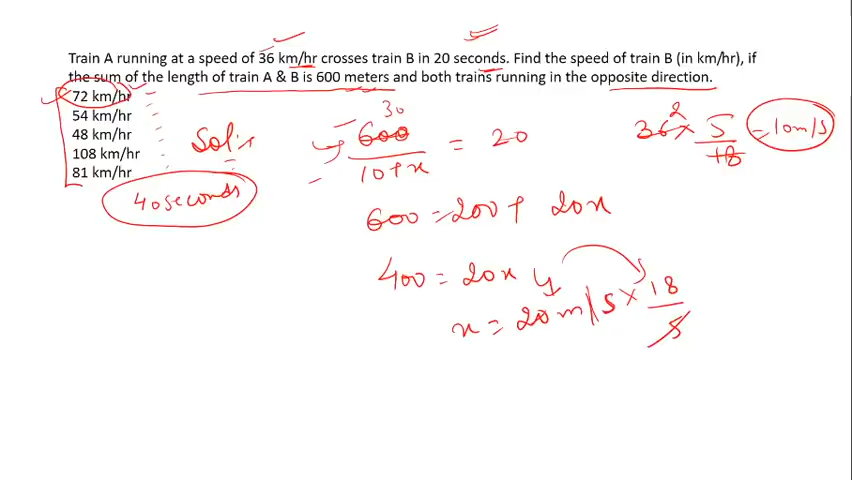 Train A running at a speed of 36 km/hr crosses train B in 20 seconds. Find the speed of train B (in km/hr), if
the sum of the length of train A & B is 600 meters and both trains running in the opposite direction.
72 km/hr
54 km/hr
48 km/hr
108 km/hr
81 km/hr
40 seconds
30
600 / 10+x = 20
2
36 × 5/18 = 10 m/s
600 = 200 + 20x
400 = 20x
4
x = 20 m/s × 18/5